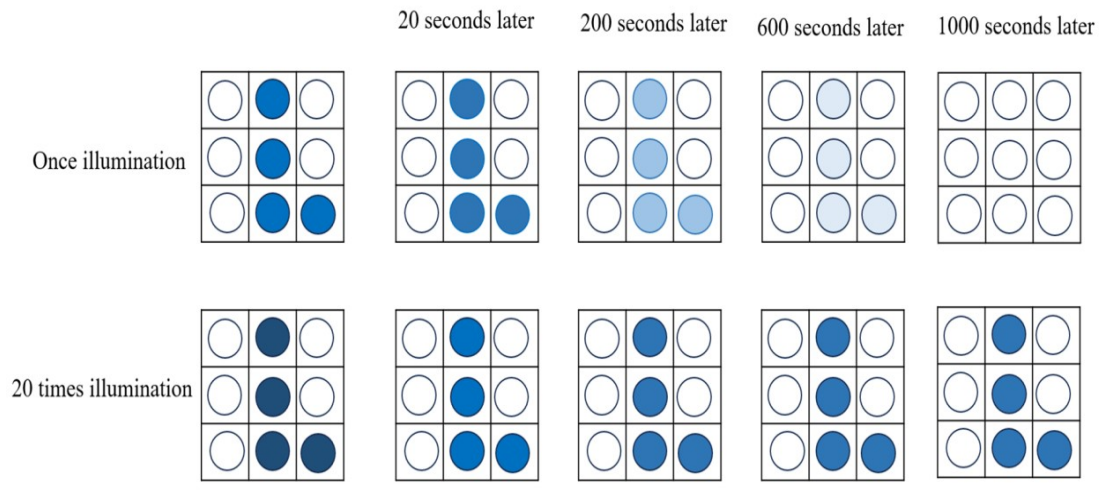 20 seconds later
200 seconds later
600 seconds later
1000 seconds later
Once illumination
20 times illumination